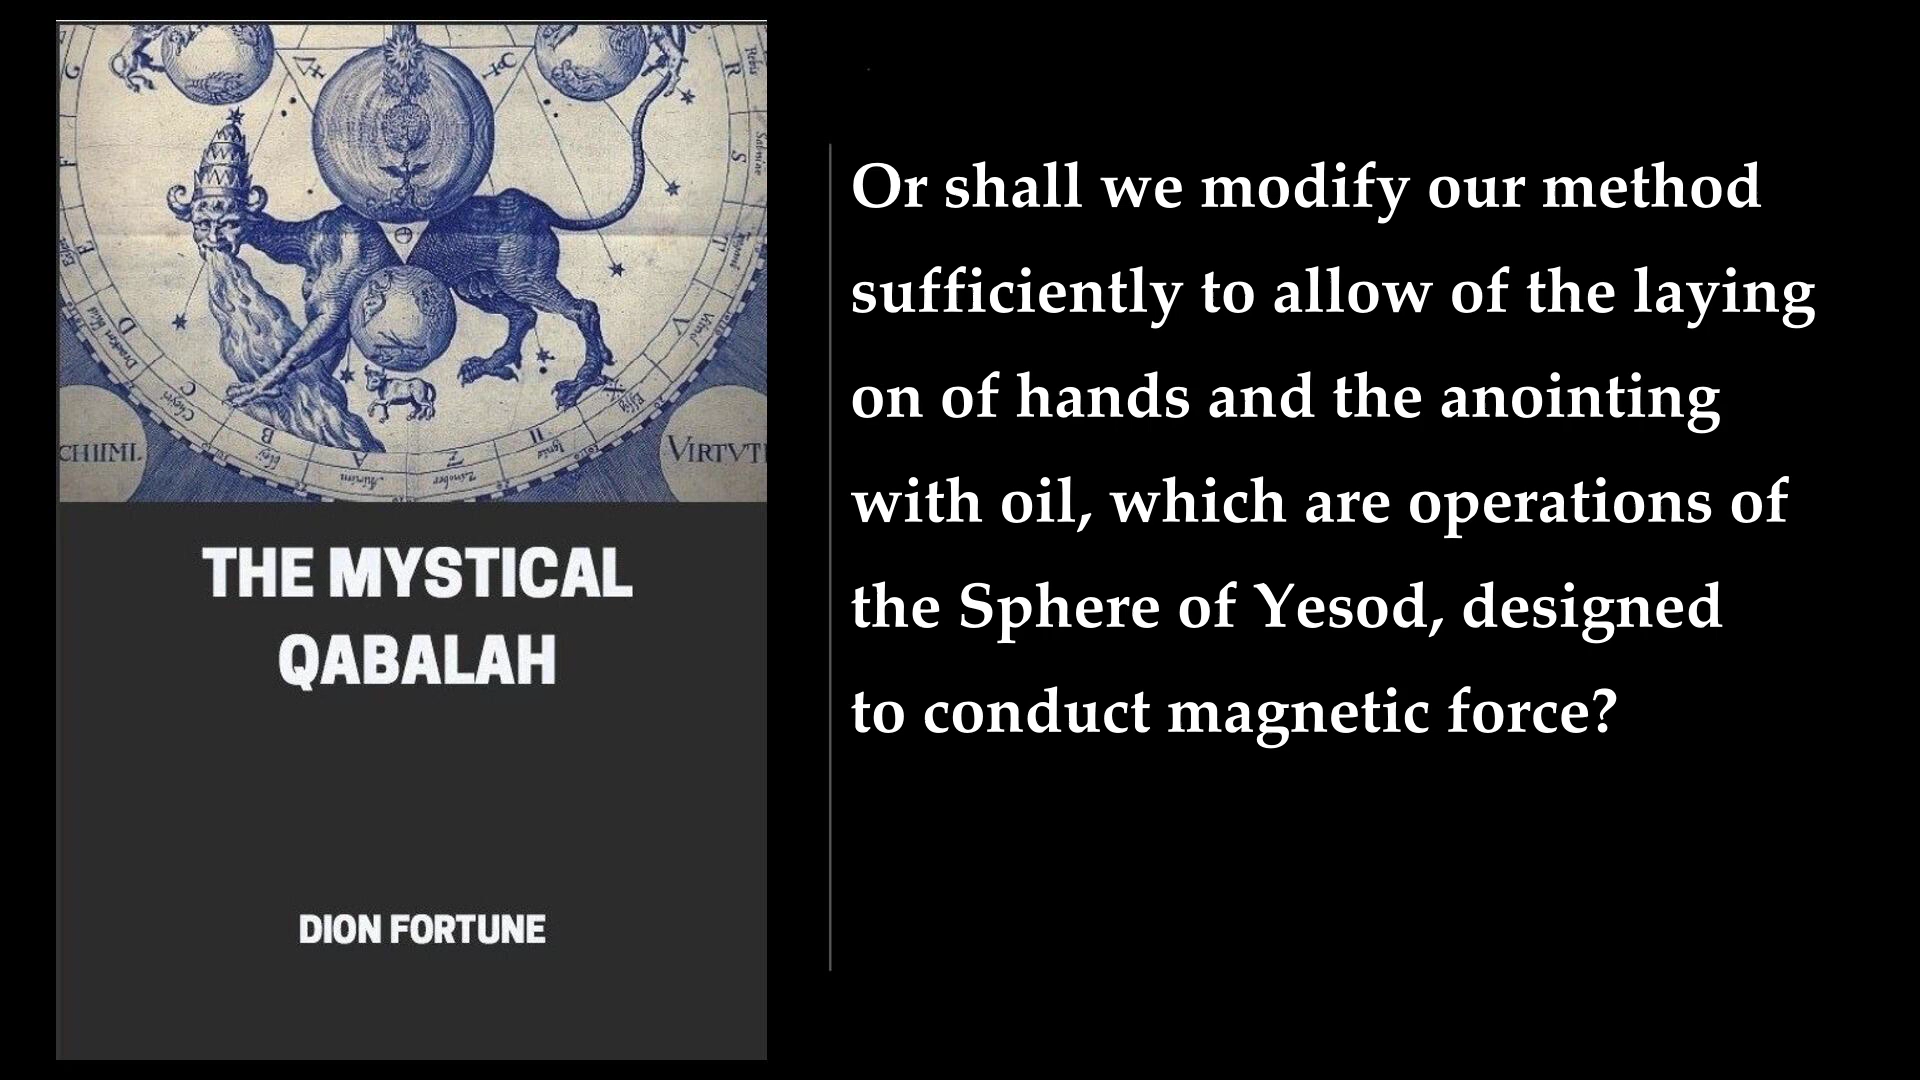 THE MYSTICAL
QABALAH
DION FORTUNE
Or shall we modify our method
sufficiently to allow of the laying
on of hands and the anointing
with oil, which are operations of
the Sphere of Yesod, designed
to conduct magnetic force?
CHIIMI.
VIRTVTI
G
F
E
D
C
B
A
Z
R
S
T
V